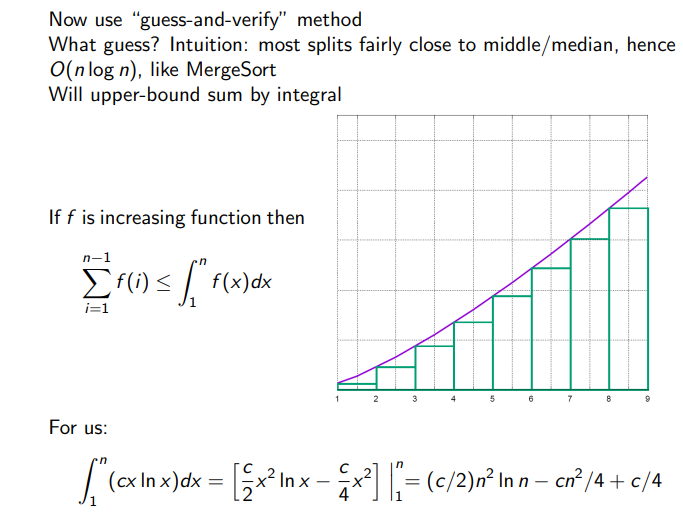 Now use “guess-and-verify” method
What guess? Intuition: most splits fairly close to middle/median, hence
O(n log n), like MergeSort
Will upper-bound sum by integral
If f is increasing function then
∑_{i=1}^{n−1} f(i) ≤ ∫_1^n f(x)dx
1 2 3 4 5 6 7 8 9
For us:
∫_1^n (cx ln x)dx = [c/2 x² ln x − c/4 x²] |_1^n = (c/2)n² ln n − cn²/4 + c/4